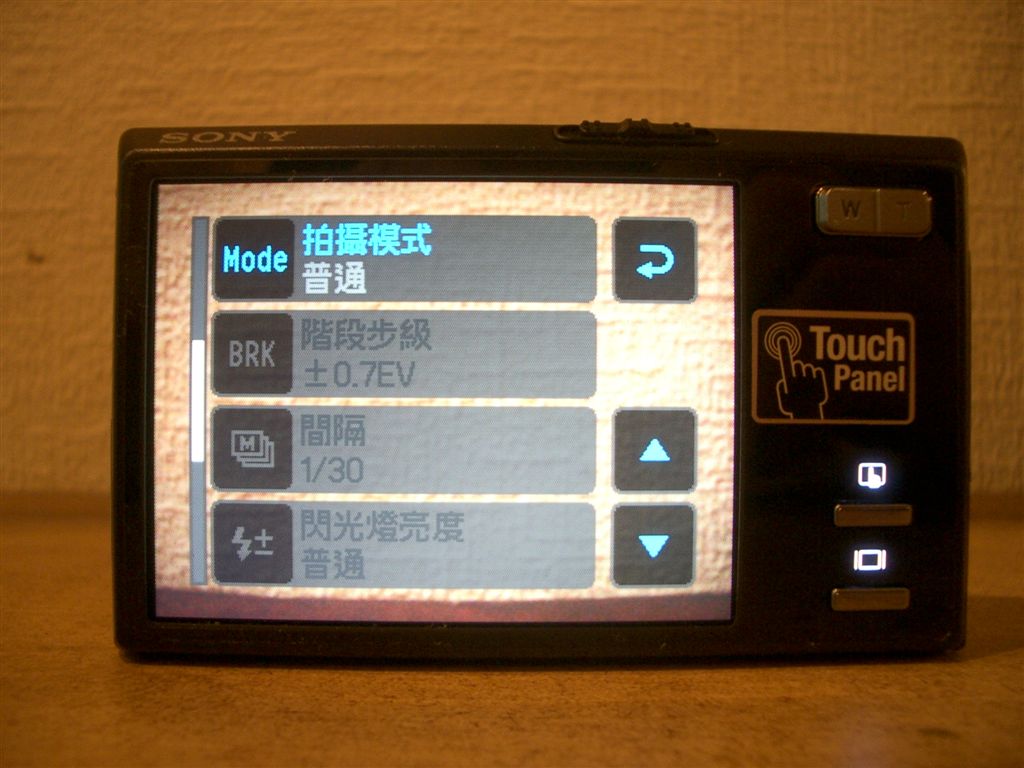 SONY
W T
Mode
拍攝模式
普通
BRK
階段步級
±0.7EV
M
間隔
1/30
閃光燈亮度
普通
Touch
Panel